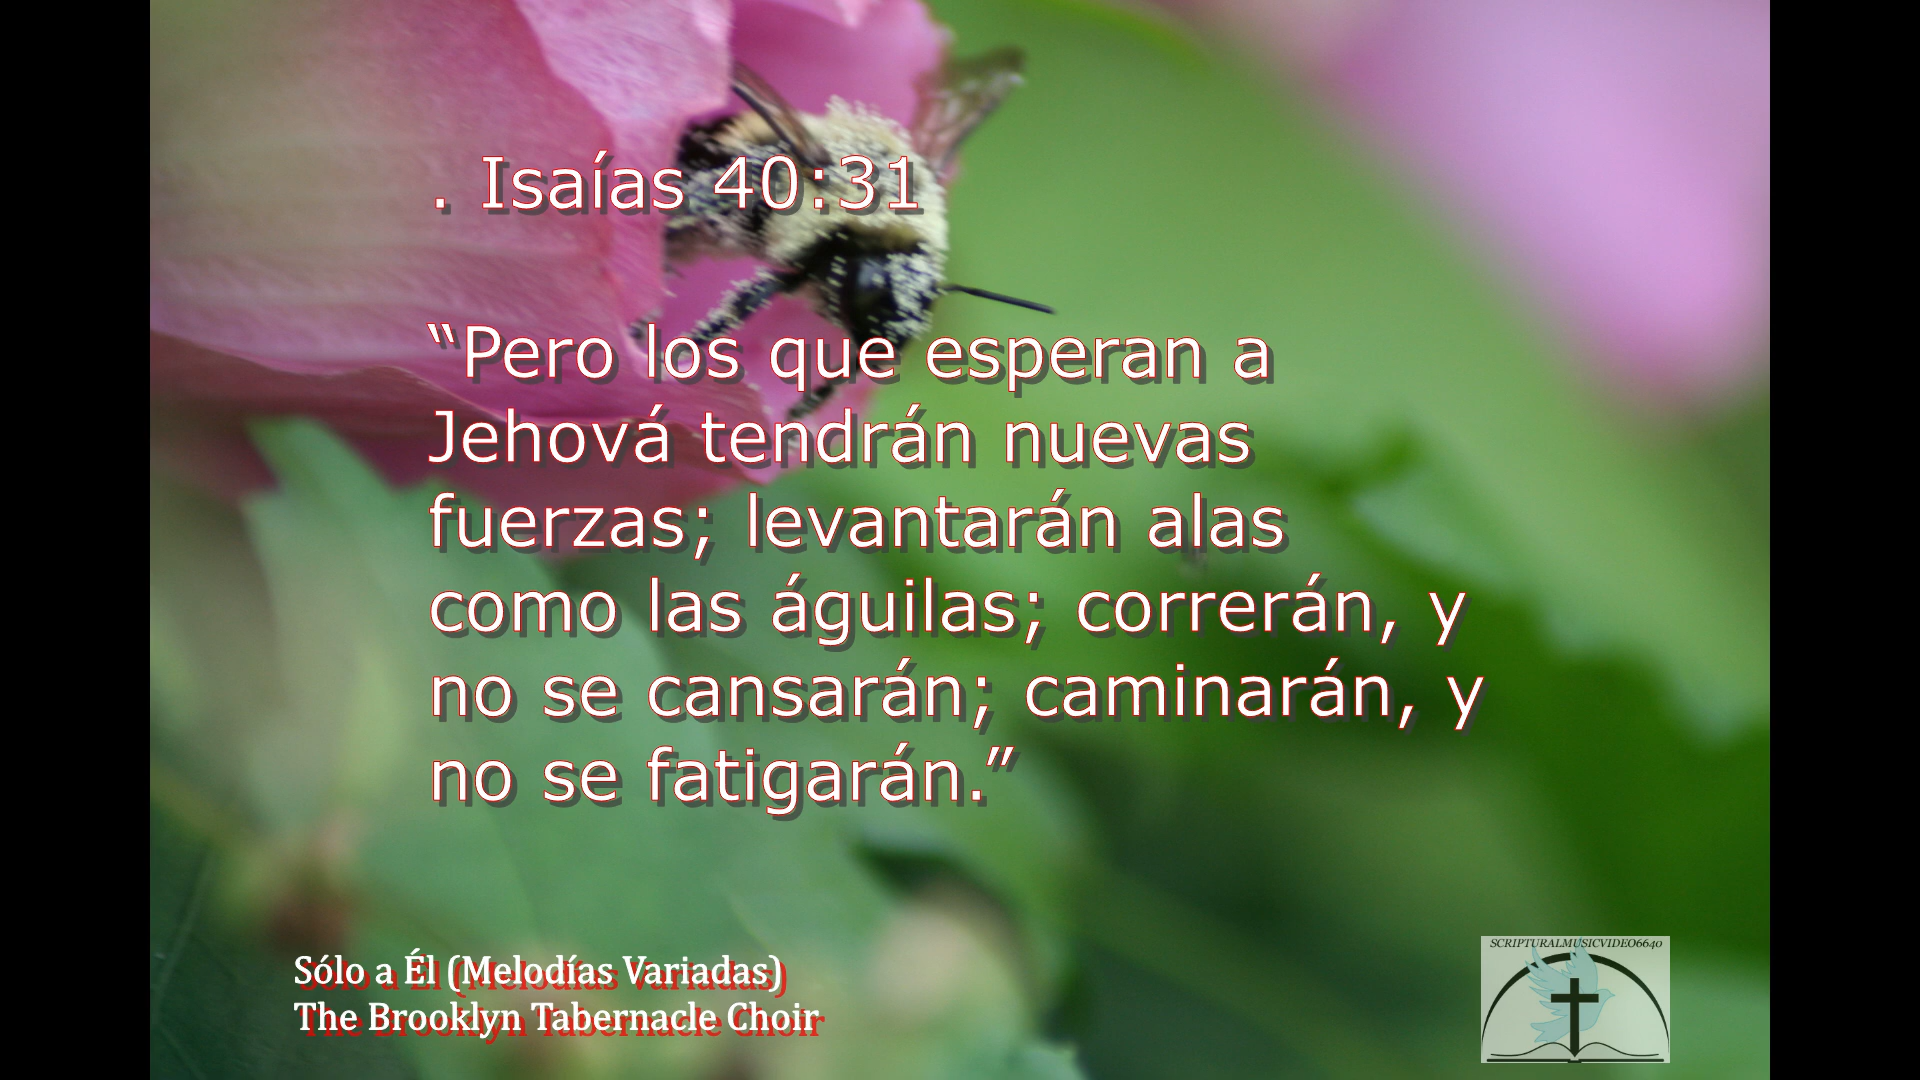 . Isaías 40:31
“Pero los que esperan a
Jehová tendrán nuevas
fuerzas; levantarán alas
como las águilas; correrán, y
no se cansarán; caminarán, y
no se fatigarán.”
Sólo a Él (Melodías Variadas)
The Brooklyn Tabernacle Choir
SCRIPTURALMUSICVIDEO6640